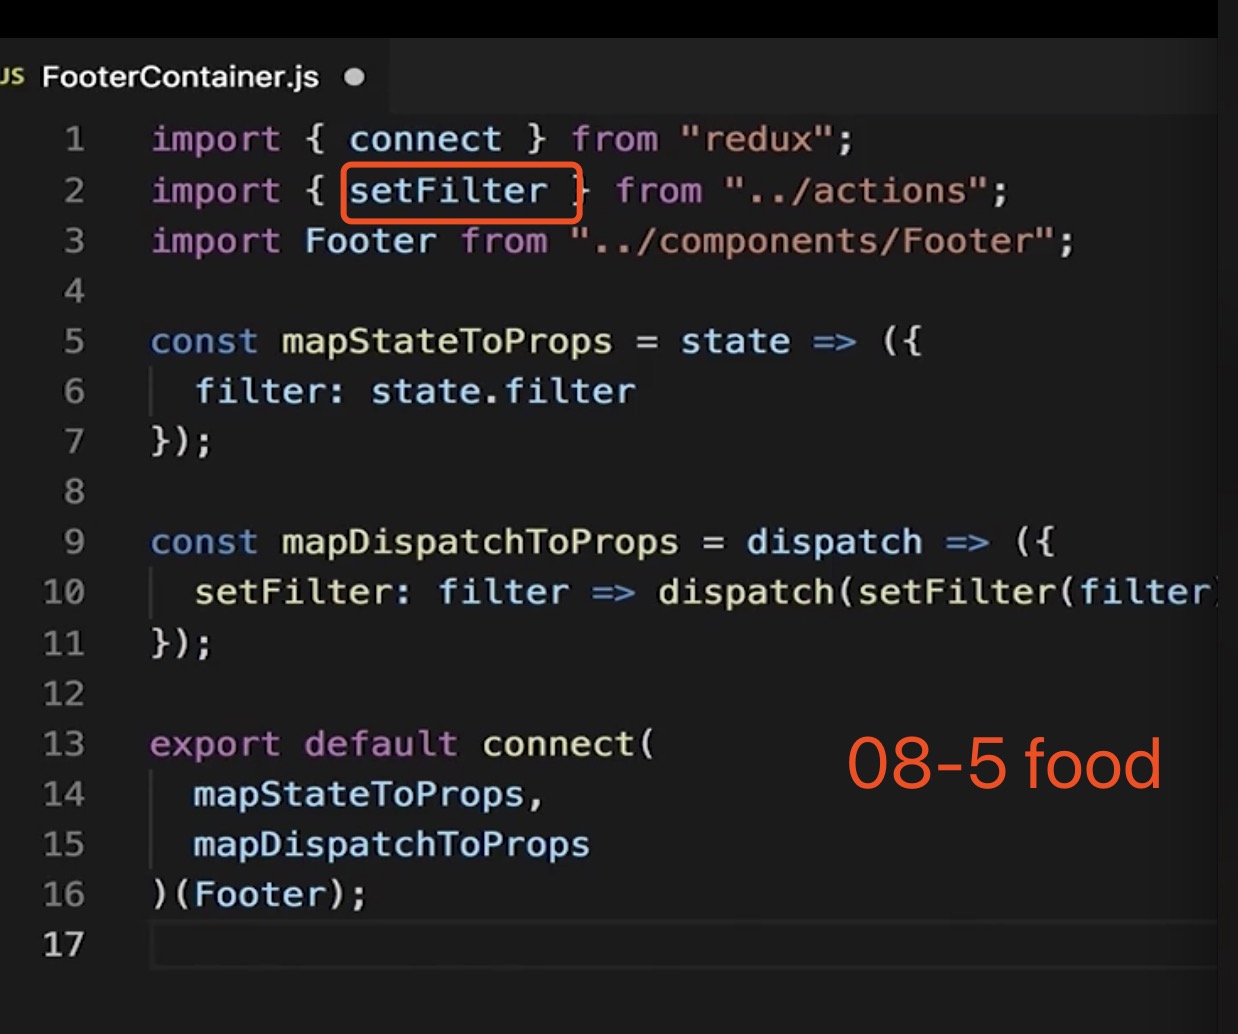 JS FooterContainer.js
1 import { connect } from "redux";
2 import { setFilter } from "../actions";
3 import Footer from "../components/Footer";
4
5 const mapStateToProps = state => ({
6 filter: state.filter
7 });
8
9 const mapDispatchToProps = dispatch => ({
10 setFilter: filter => dispatch(setFilter(filter)
11 });
12
13 export default connect(
08-5 food
14 mapStateToProps,
15 mapDispatchToProps
16 )(Footer);
17